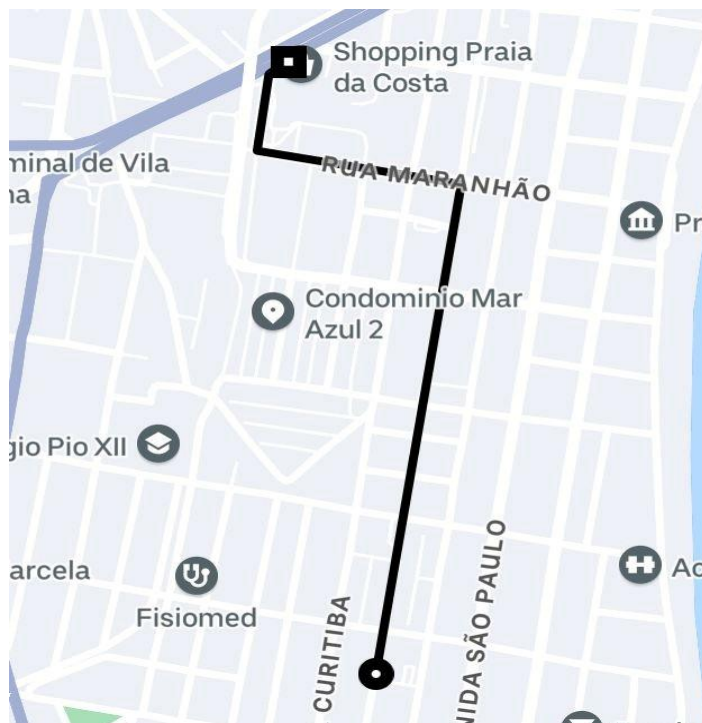 Shopping Praia
da Costa
minal de Vila
na
RUA MARANHÃO
Pr
Condominio Mar
Azul 2
gio Pio XII
arcela
Fisiomed
CURITIBA
NIDA SÃO PAULO
Ac